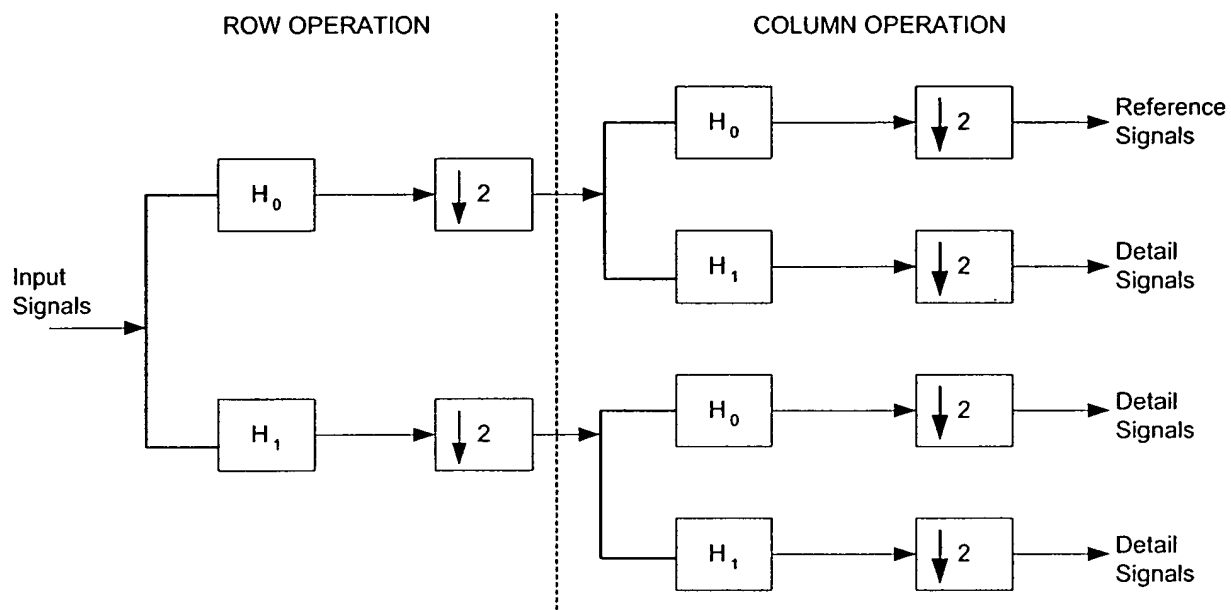 ROW OPERATION
COLUMN OPERATION
H0
2
Reference
Signals
H0
2
H1
2
Detail
Signals
Input
Signals
H0
2
Detail
Signals
H1
2
H1
2
Detail
Signals